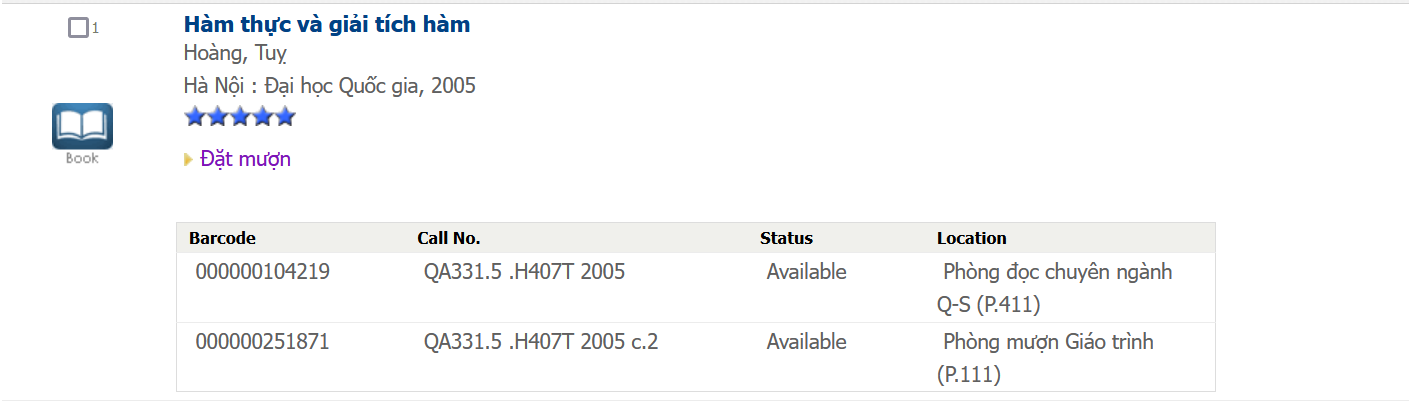 1
Hàm thực và giải tích hàm
Hoàng, Tuỵ
Hà Nội : Đại học Quốc gia, 2005
Book
Đặt mượn
Barcode Call No. Status Location
000000104219 QA331.5 .H407T 2005 Available Phòng đọc chuyên ngành
Q-S (P.411)
000000251871 QA331.5 .H407T 2005 c.2 Available Phòng mượn Giáo trình
(P.111)